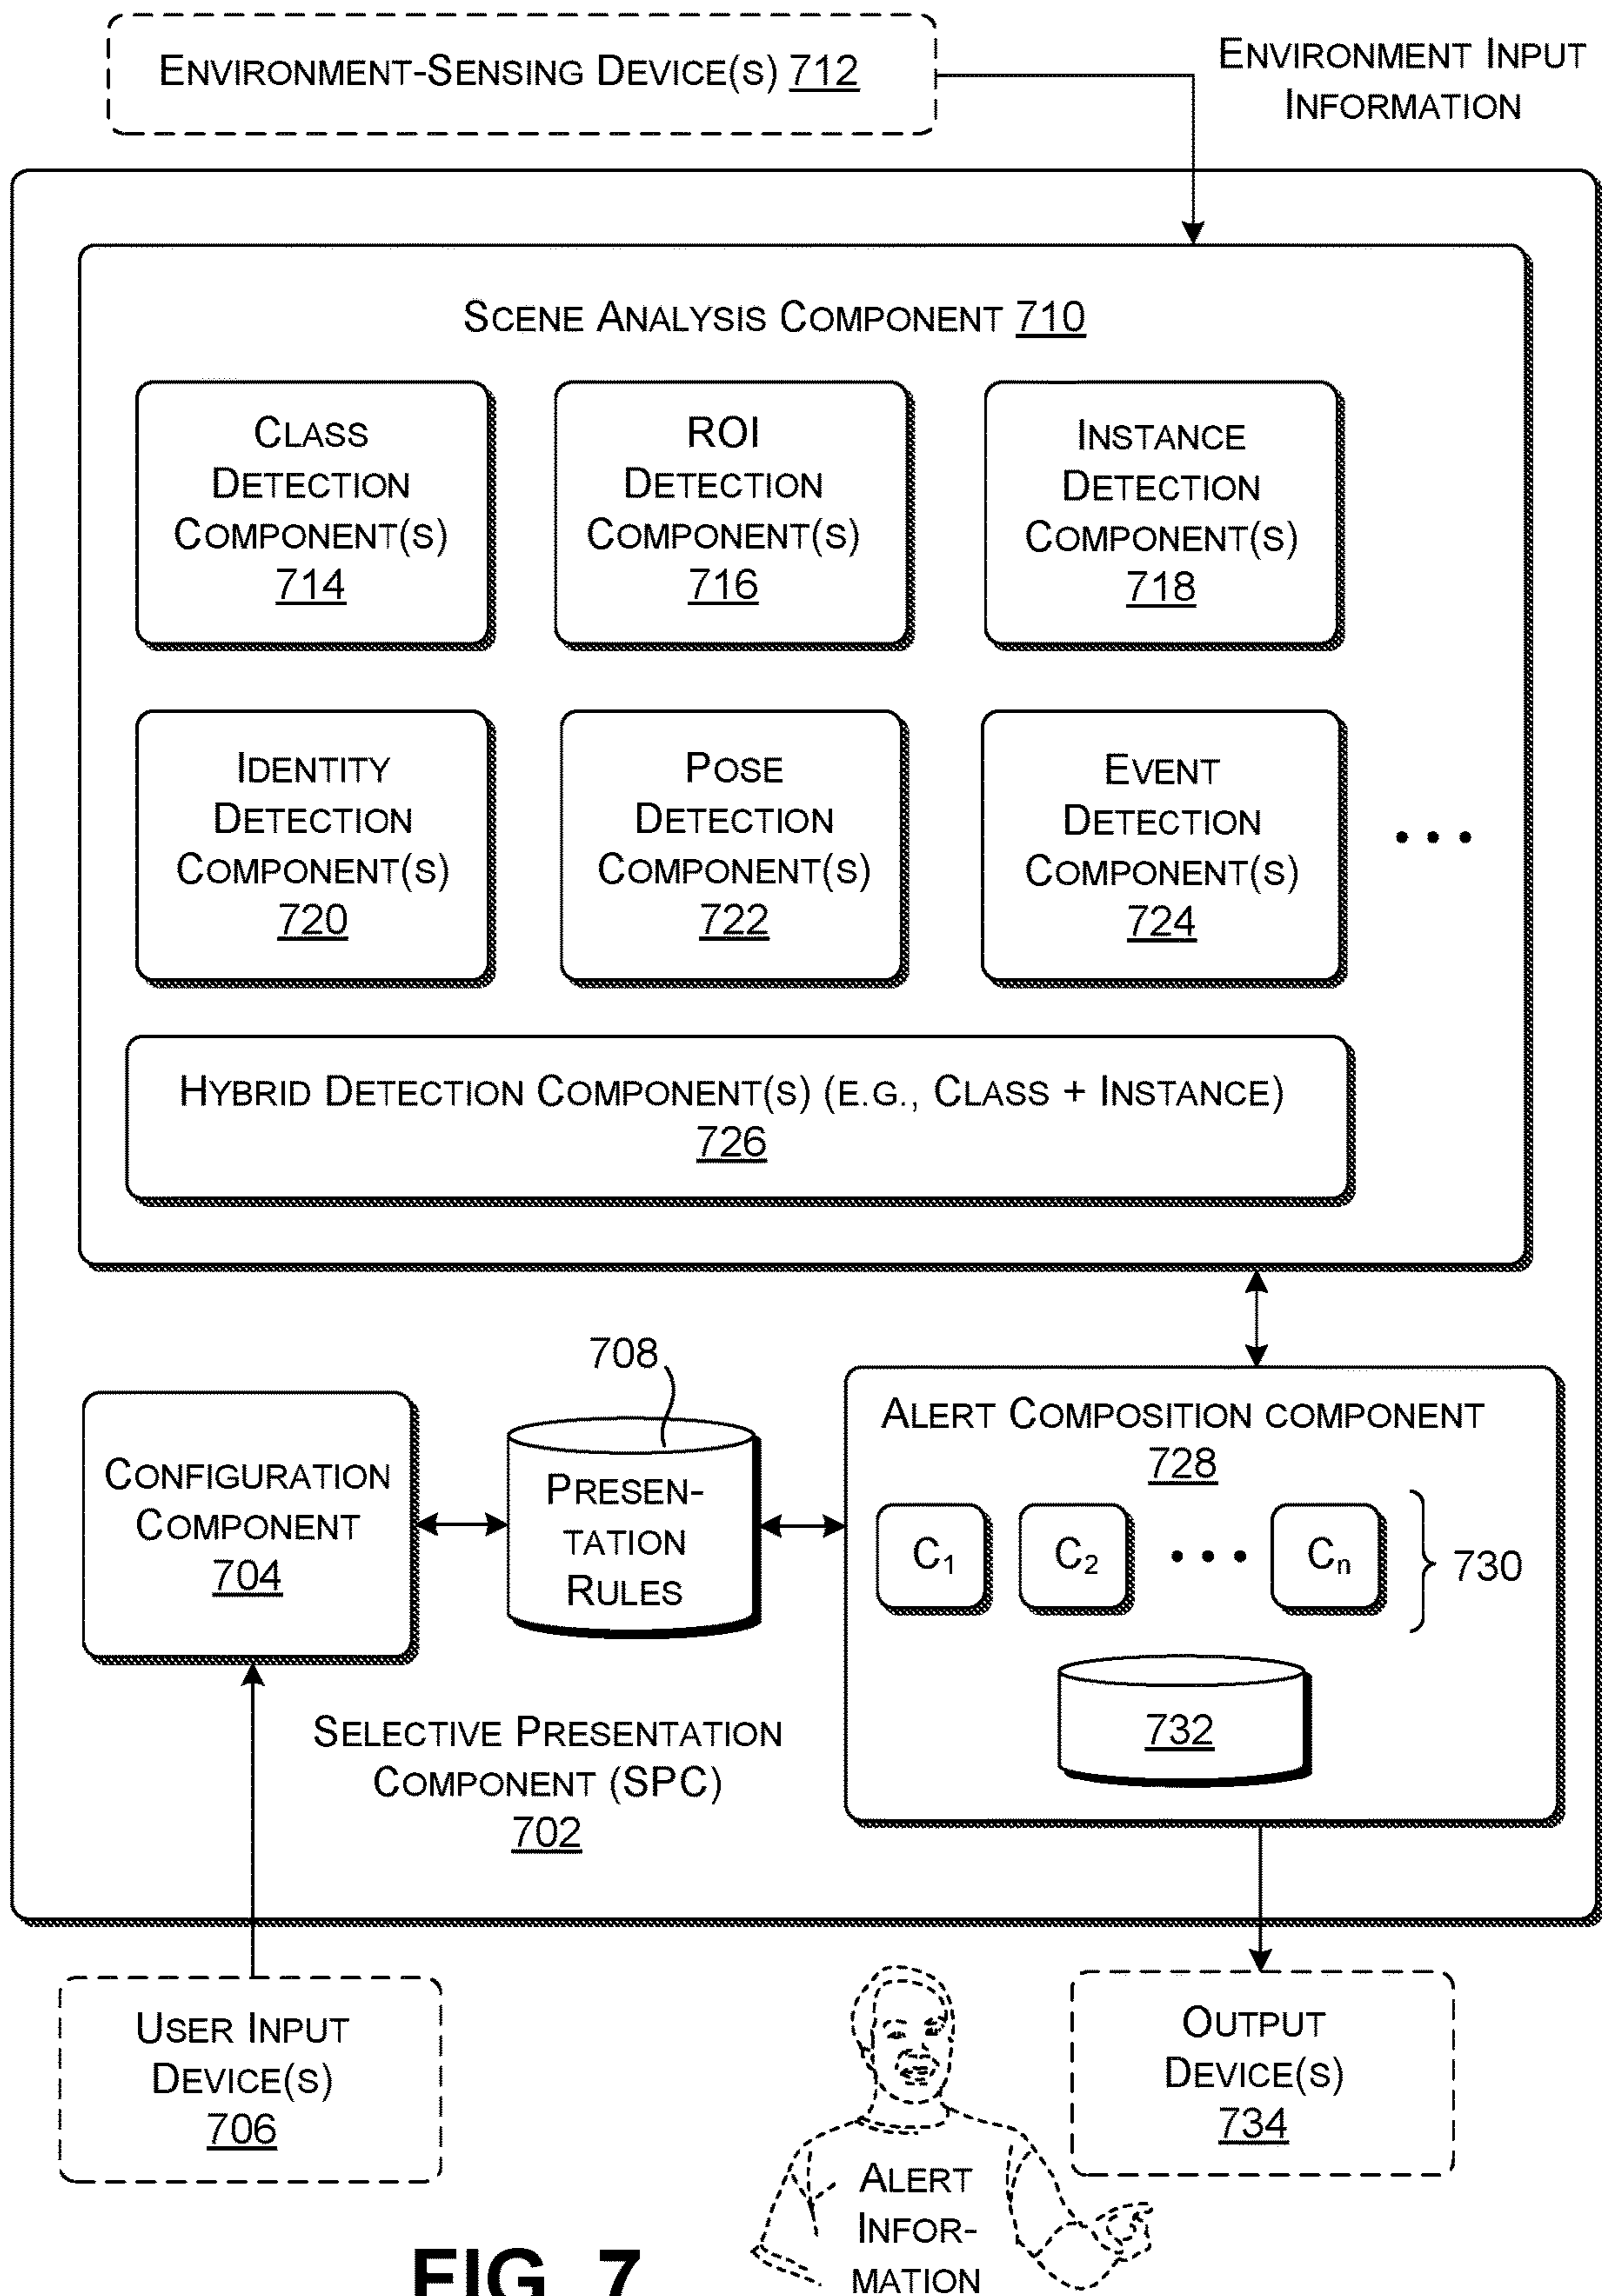 ENVIRONMENT-SENSING DEVICE(S) 712
ENVIRONMENT INPUT
INFORMATION
SCENE ANALYSIS COMPONENT 710
CLASS
DETECTION
COMPONENT(S)
714
ROI
DETECTION
COMPONENT(S)
716
INSTANCE
DETECTION
COMPONENT(S)
718
IDENTITY
DETECTION
COMPONENT(S)
720
POSE
DETECTION
COMPONENT(S)
722
EVENT
DETECTION
COMPONENT(S)
724
• • •
HYBRID DETECTION COMPONENT(S) (E.G., CLASS + INSTANCE)
726
708
CONFIGURATION
COMPONENT
704
PRESEN-
TATION
RULES
ALERT COMPOSITION COMPONENT
728
C1
C2
• • •
Cn
730
732
SELECTIVE PRESENTATION
COMPONENT (SPC)
702
USER INPUT
DEVICE(S)
706
OUTPUT
DEVICE(S)
734
ALERT
INFOR-
MATION
FIG. 7